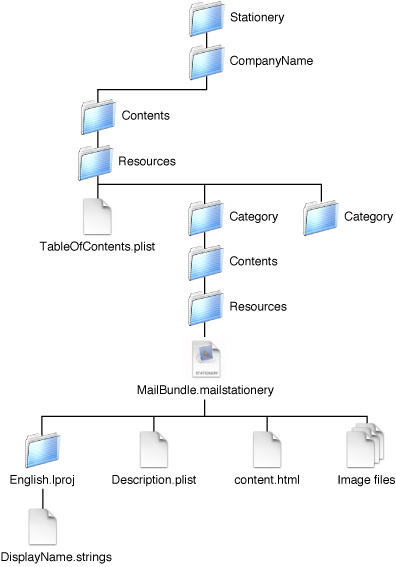 Stationery
CompanyName
Contents
Resources
TableOfContents.plist
Category
Category
Contents
Resources
STATIONERY
MailBundle.mailstationery
English.lproj
Description.plist
content.html
Image files
DisplayName.strings